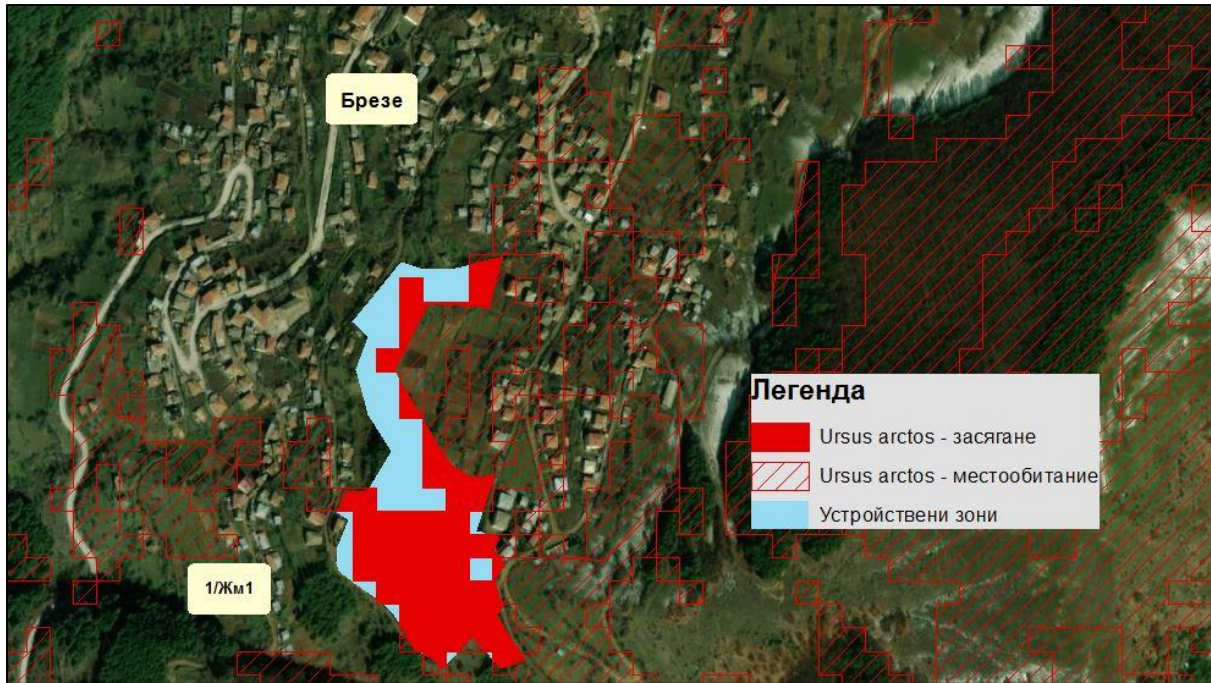 Брезе
Легенда
Ursus arctos - засягане
Ursus arctos - местообитание
Устройствени зони
1/Жм1